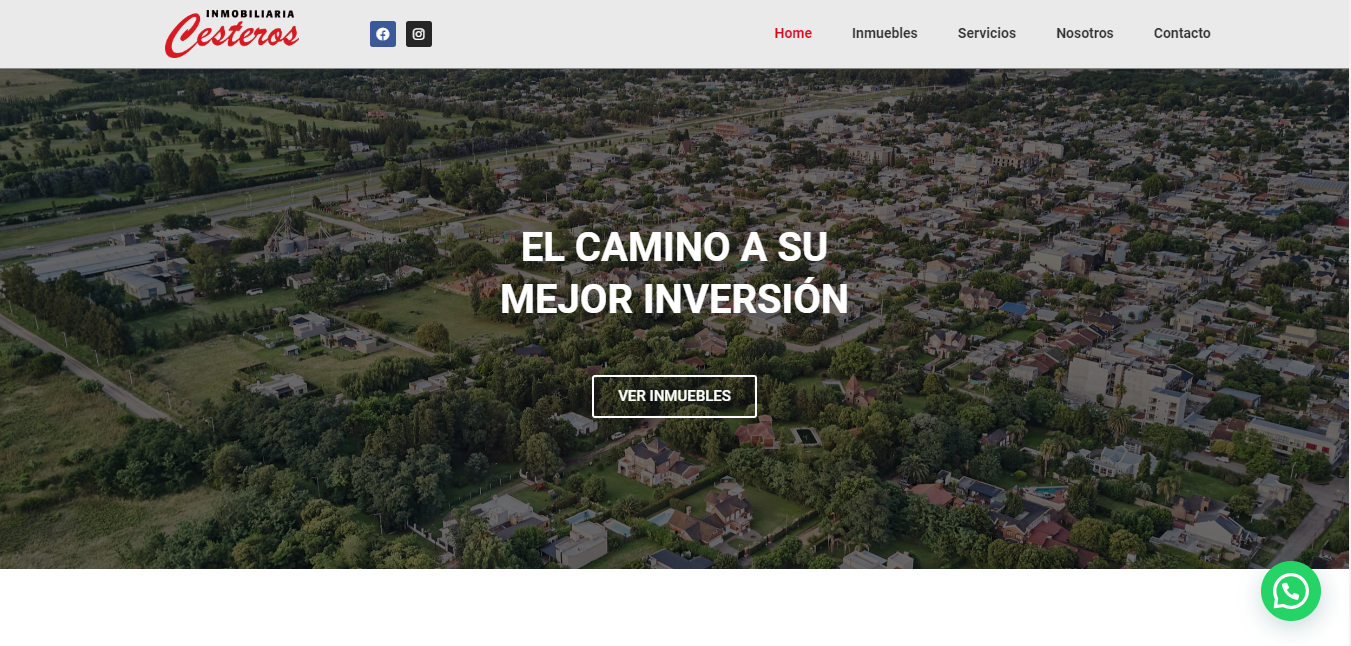 INMOBILIARIA
Cesteros
Home
Inmuebles
Servicios
Nosotros
Contacto
EL CAMINO A SU
MEJOR INVERSIÓN
VER INMUEBLES